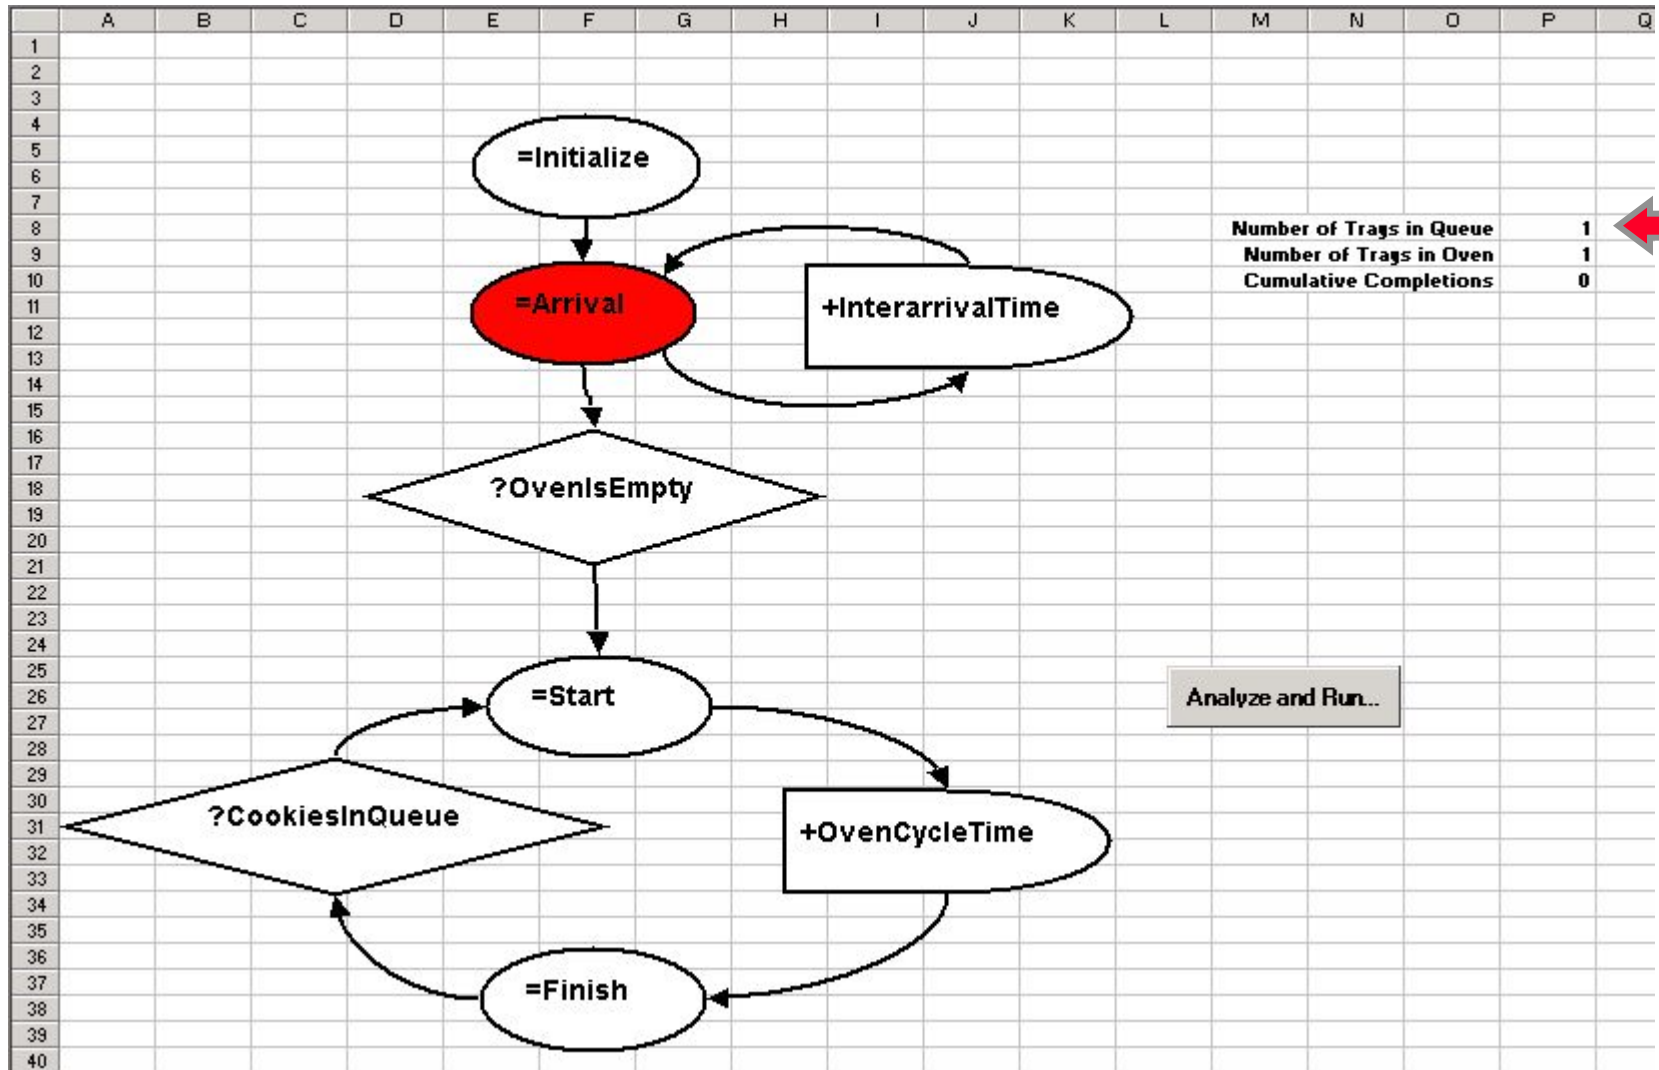 A B C D E F G H I J K L M N O P Q
1
2
3
4
5
=Initialize
6
7
8 Number of Trays in Queue 1
9 Number of Trays in Oven 1
10 Cumulative Completions 0
11 =Arrival +InterarrivalTime
12
13
14
15
16
17
18 ?OvenIsEmpty
19
20
21
22
23
24
25
26 =Start Analyze and Run...
27
28
29
30
31 ?CookiesInQueue
32 +OvenCycleTime
33
34
35
36
37 =Finish
38
39
40